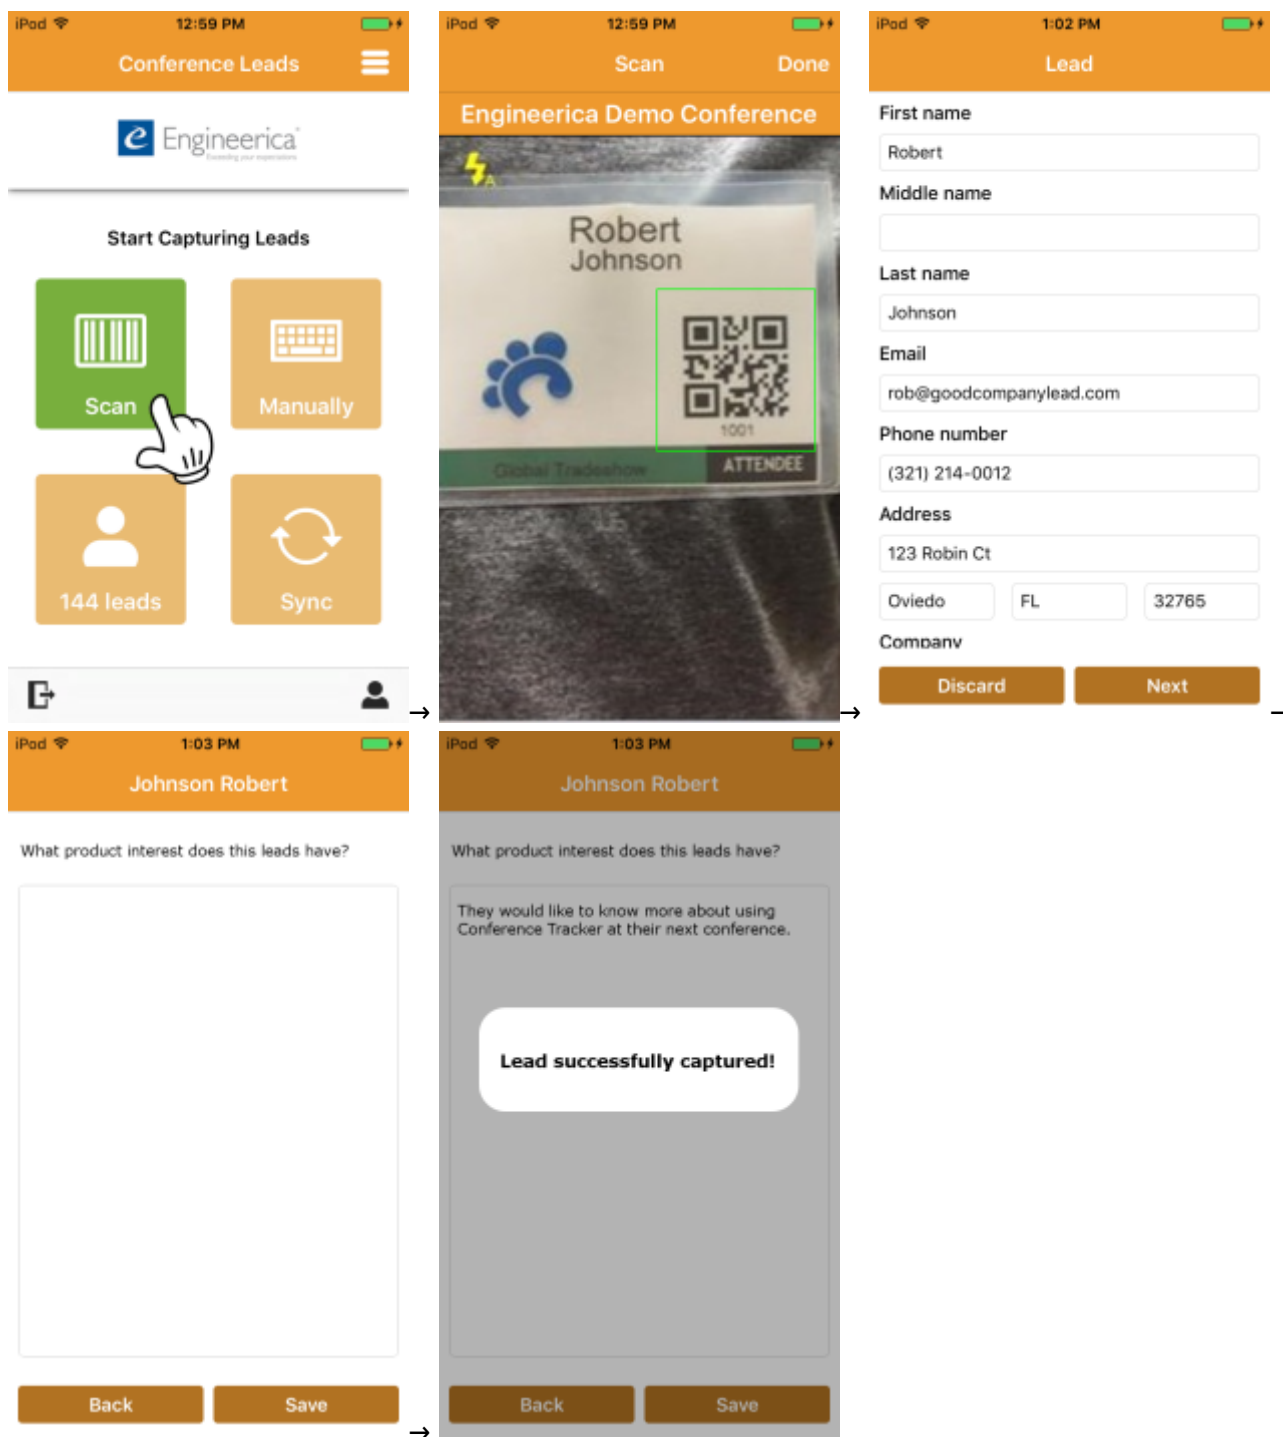 iPod 12:59 PM
Conference Leads
e Engineerica
Exceeding your expectations
Start Capturing Leads
Scan
Manually
144 leads
Sync
→
iPod 12:59 PM
Scan Done
Engineerica Demo Conference
A
Robert
Johnson
1001
Global Tradeshow
ATTENDEE
→
iPod 1:02 PM
Lead
First name
Robert
Middle name
Last name
Johnson
Email
rob@goodcompanylead.com
Phone number
(321) 214-0012
Address
123 Robin Ct
Oviedo FL 32765
Company
Discard Next
iPod 1:03 PM
Johnson Robert
What product interest does this leads have?
Back Save
→
iPod 1:03 PM
Johnson Robert
What product interest does this leads have?
They would like to know more about using
Conference Tracker at their next conference.
Lead successfully captured!
Back Save